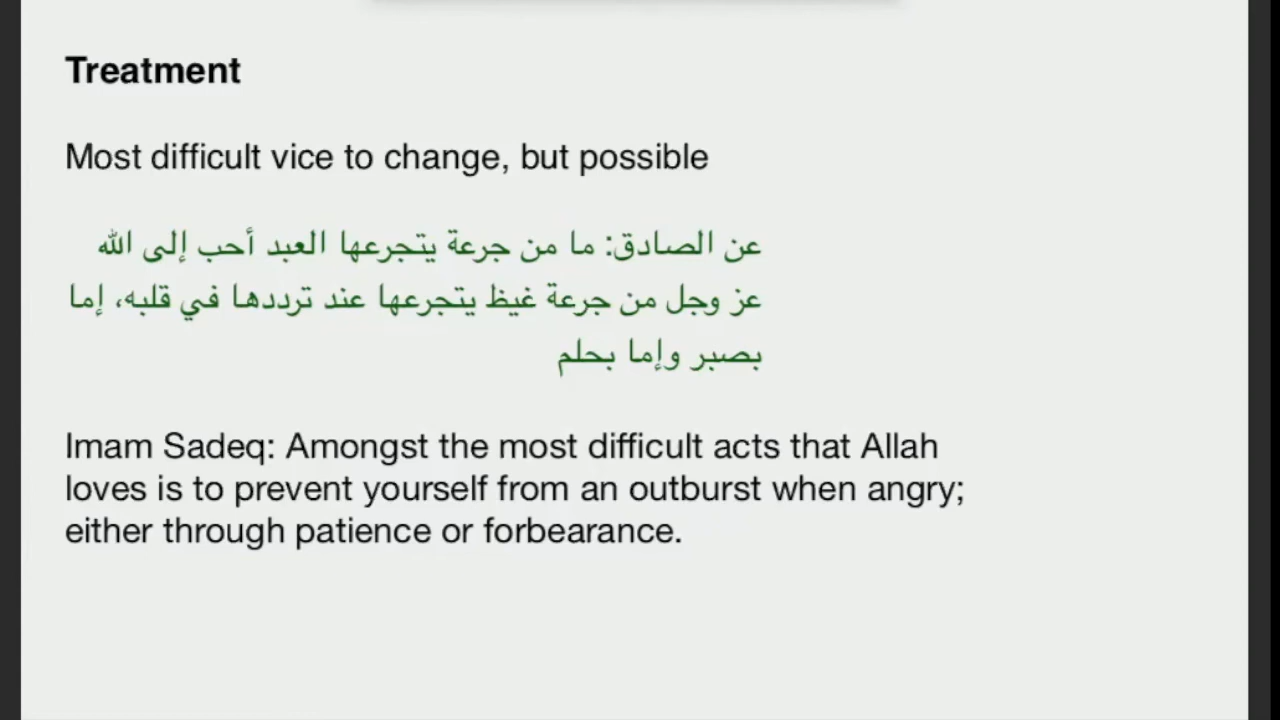 Treatment
Most difficult vice to change, but possible
عن الصادق: ما من جرعة يتجرعها العبد أحب إلى الله
عز وجل من جرعة غيظ يتجرعها عند ترددها في قلبه، إما
بصبر وإما بحلم
Imam Sadeq: Amongst the most difficult acts that Allah
loves is to prevent yourself from an outburst when angry;
either through patience or forbearance.